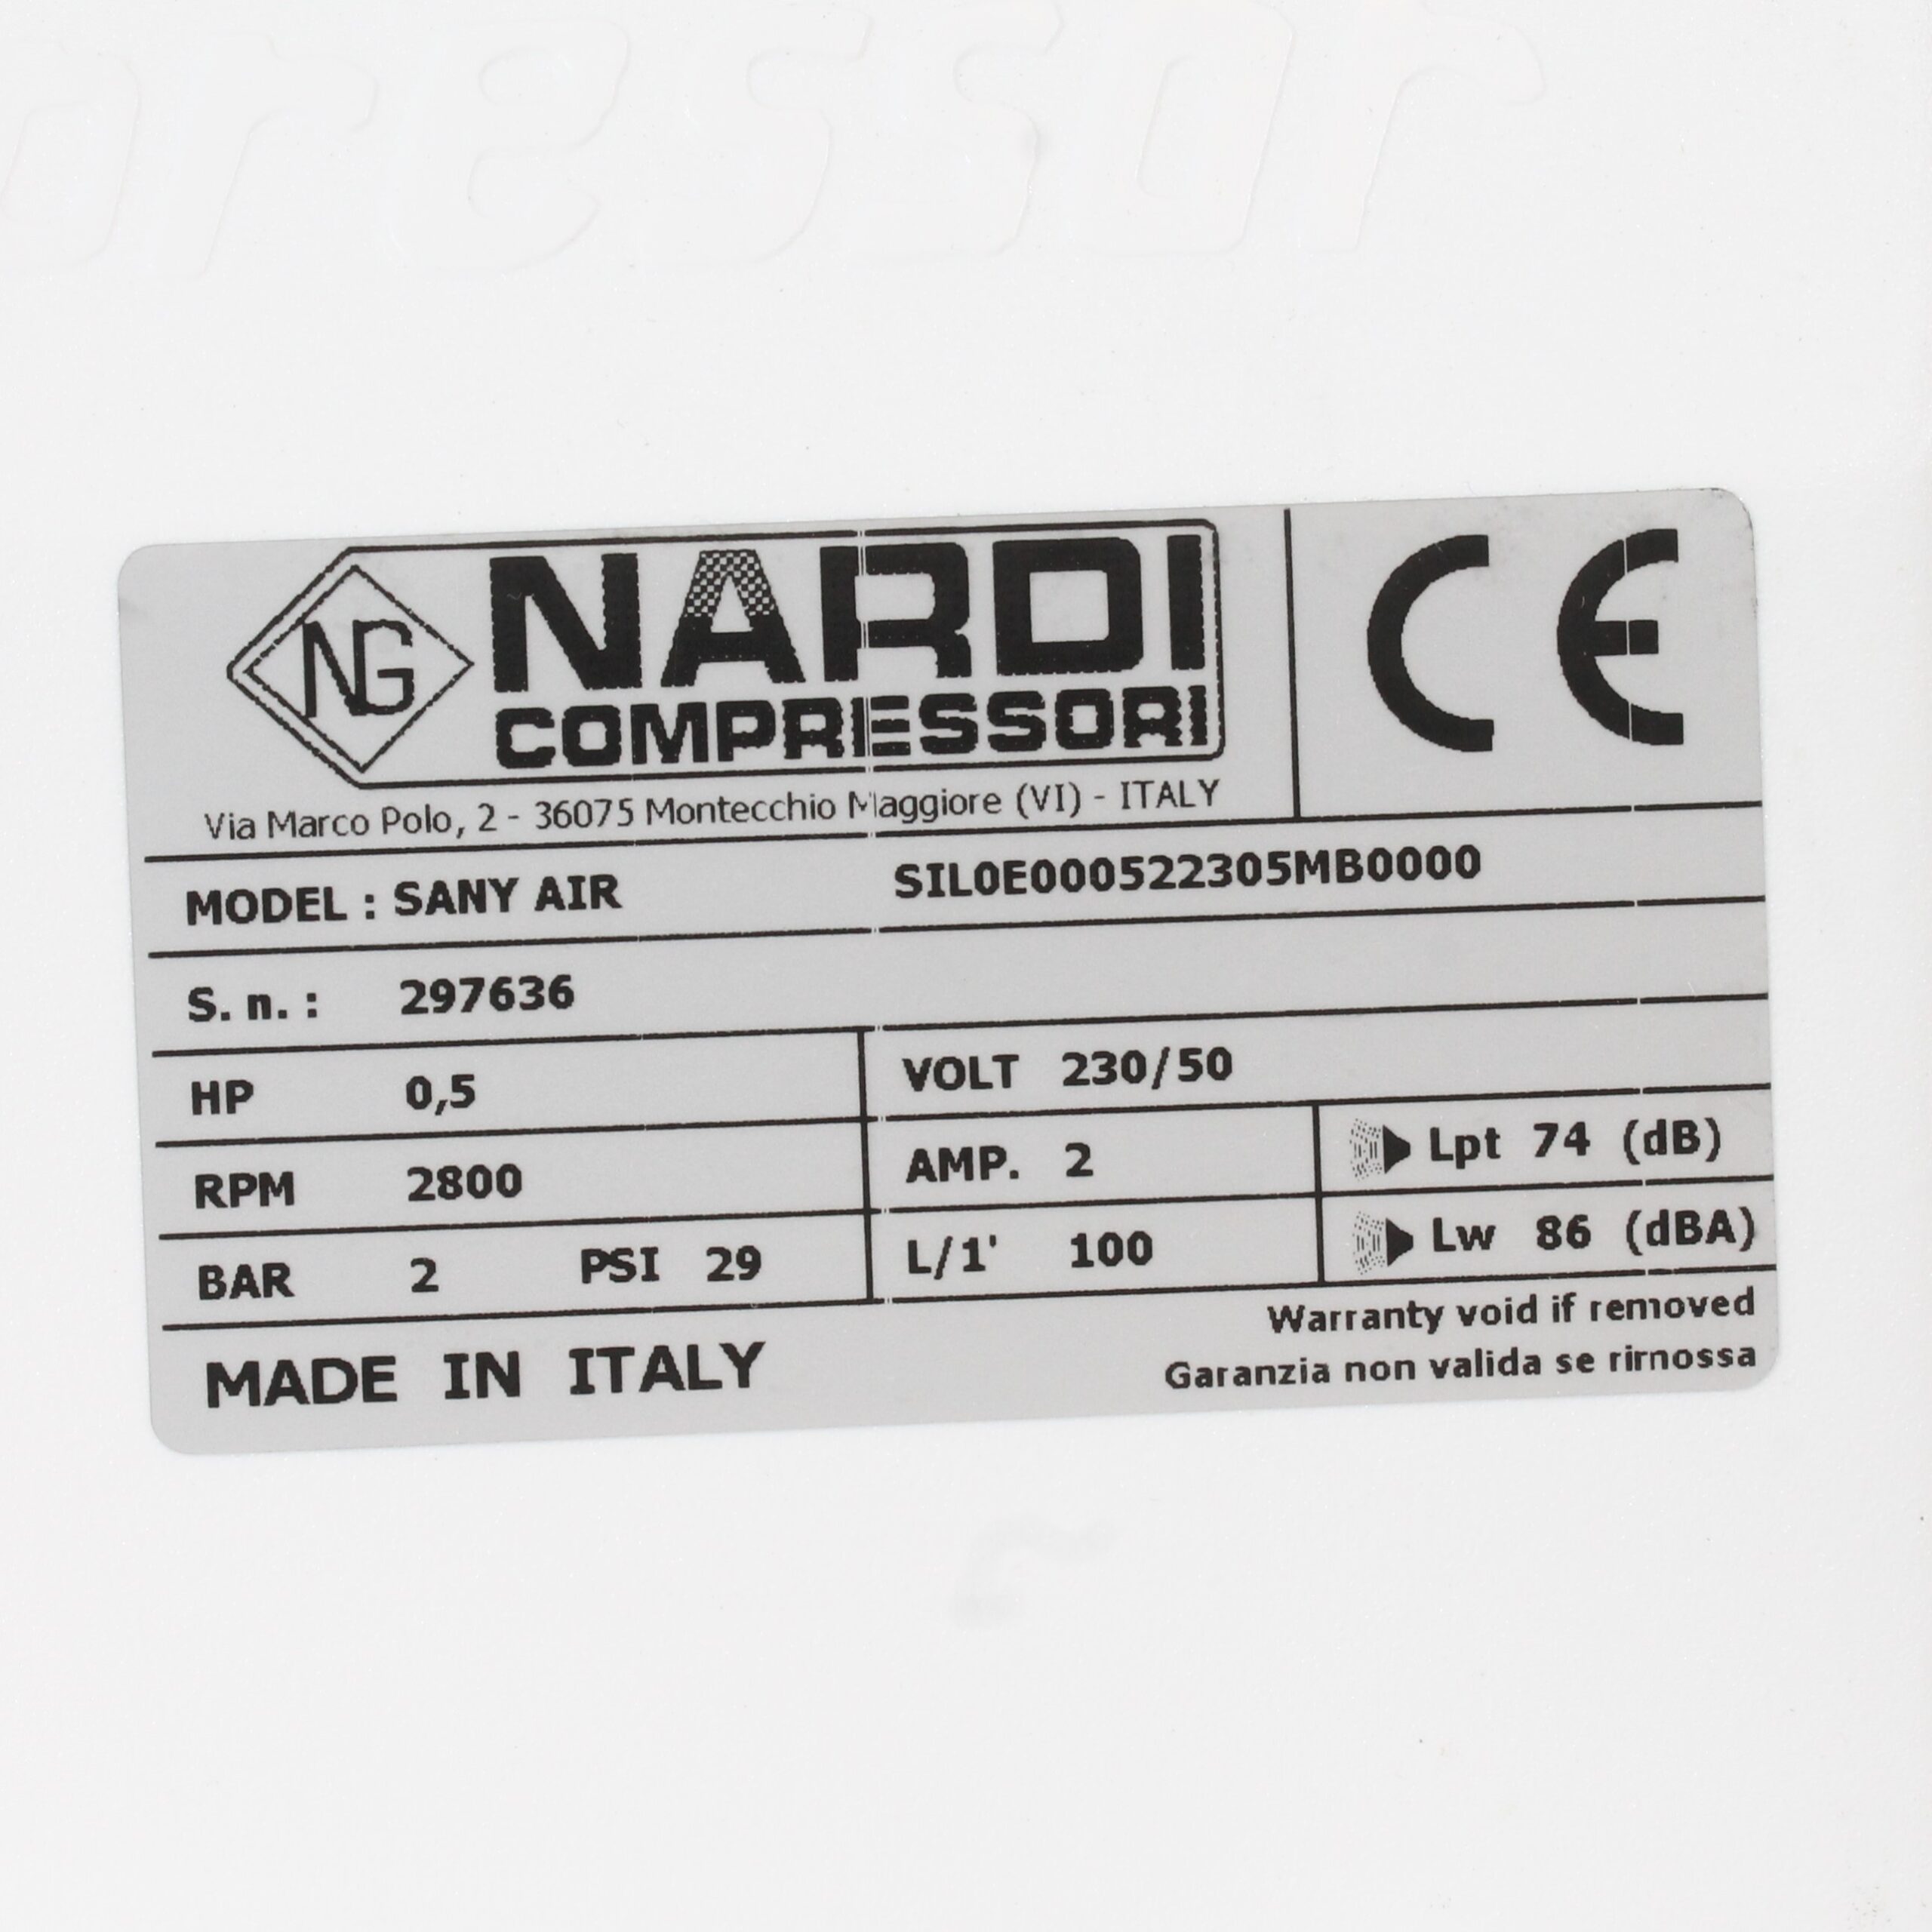 oressor
NG NARDI
COMPRESSORI
CE
Via Marco Polo, 2 - 36075 Montecchio Maggiore (VI) - ITALY
MODEL : SANY AIR SIL0E000522305MB0000
S. n. : 297636
HP 0,5 VOLT 230/50
RPM 2800 AMP. 2 Lpt 74 (dB)
BAR 2 PSI 29 L/1' 100 Lw 86 (dBA)
MADE IN ITALY
Warranty void if removed
Garanzia non valida se rimossa